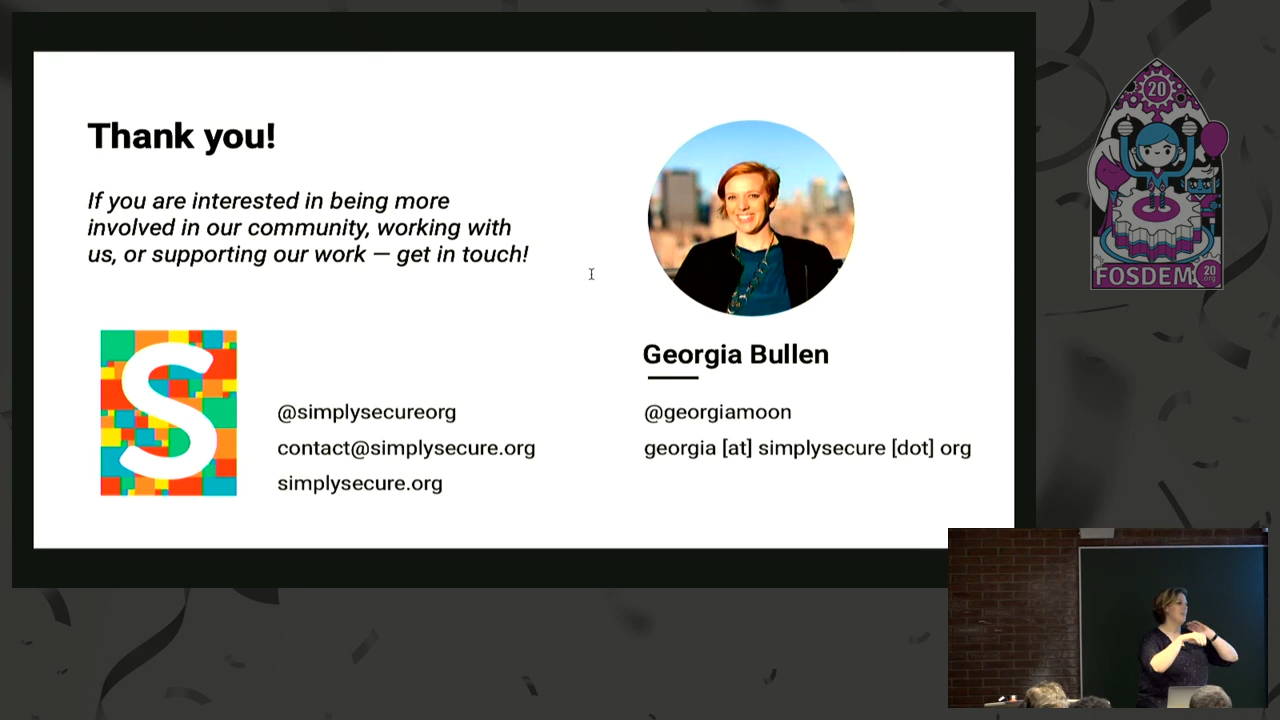 Thank you!
If you are interested in being more
involved in our community, working with
us, or supporting our work — get in touch!
S
@simplysecureorg
contact@simplysecure.org
simplysecure.org
Georgia Bullen
@georgiamoon
georgia [at] simplysecure [dot] org
20
FOSDEM
20
org